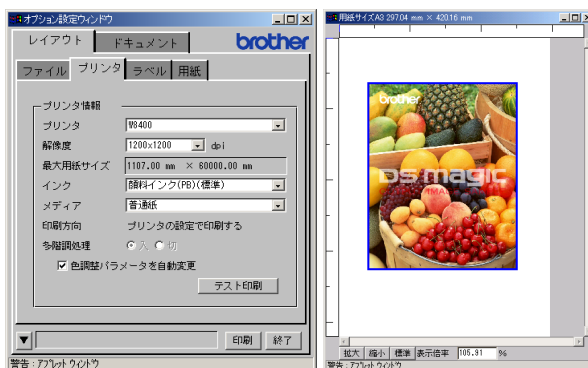 オプション設定ウィンドウ
レイアウト ドキュメント brother
ファイル プリンタ ラベル 用紙
プリンタ情報
プリンタ W8400
解像度 1200x1200 dpi
最大用紙サイズ 1107.00 mm × 60000.00 mm
インク 顔料インク(PB)(標準)
メディア 普通紙
印刷方向 プリンタの設定で印刷する
多階調処理 入 切
色調整パラメータを自動変更
テスト印刷
印刷 終了
警告 : アプレット ウィンドウ
用紙サイズA3 297.04 mm × 420.16 mm
brother
DS magic
拡大 縮小 標準 表示倍率 105.91 %
警告 : アプレット ウィンドウ